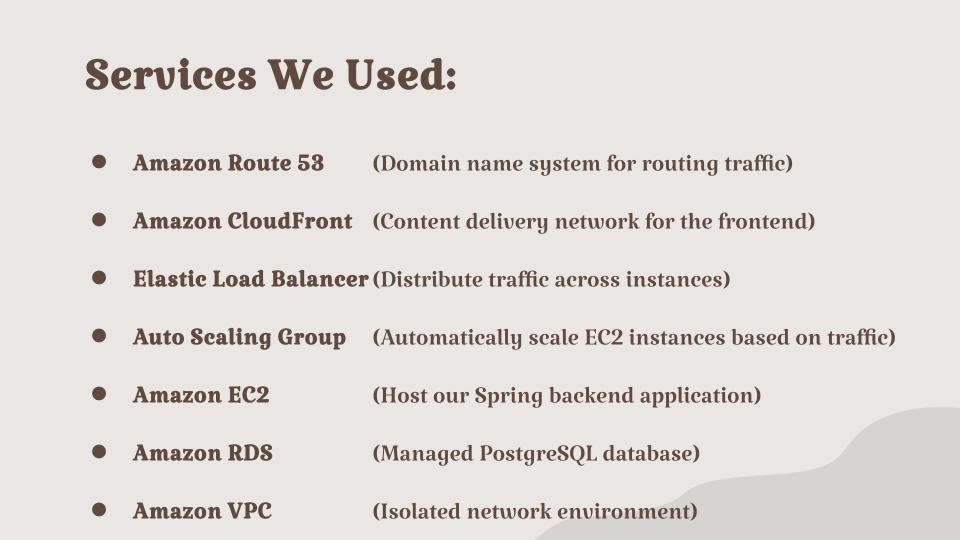 Services We Used:
● Amazon Route 53 (Domain name system for routing traffic)
● Amazon CloudFront (Content delivery network for the frontend)
● Elastic Load Balancer (Distribute traffic across instances)
● Auto Scaling Group (Automatically scale EC2 instances based on traffic)
● Amazon EC2 (Host our Spring backend application)
● Amazon RDS (Managed PostgreSQL database)
● Amazon VPC (Isolated network environment)